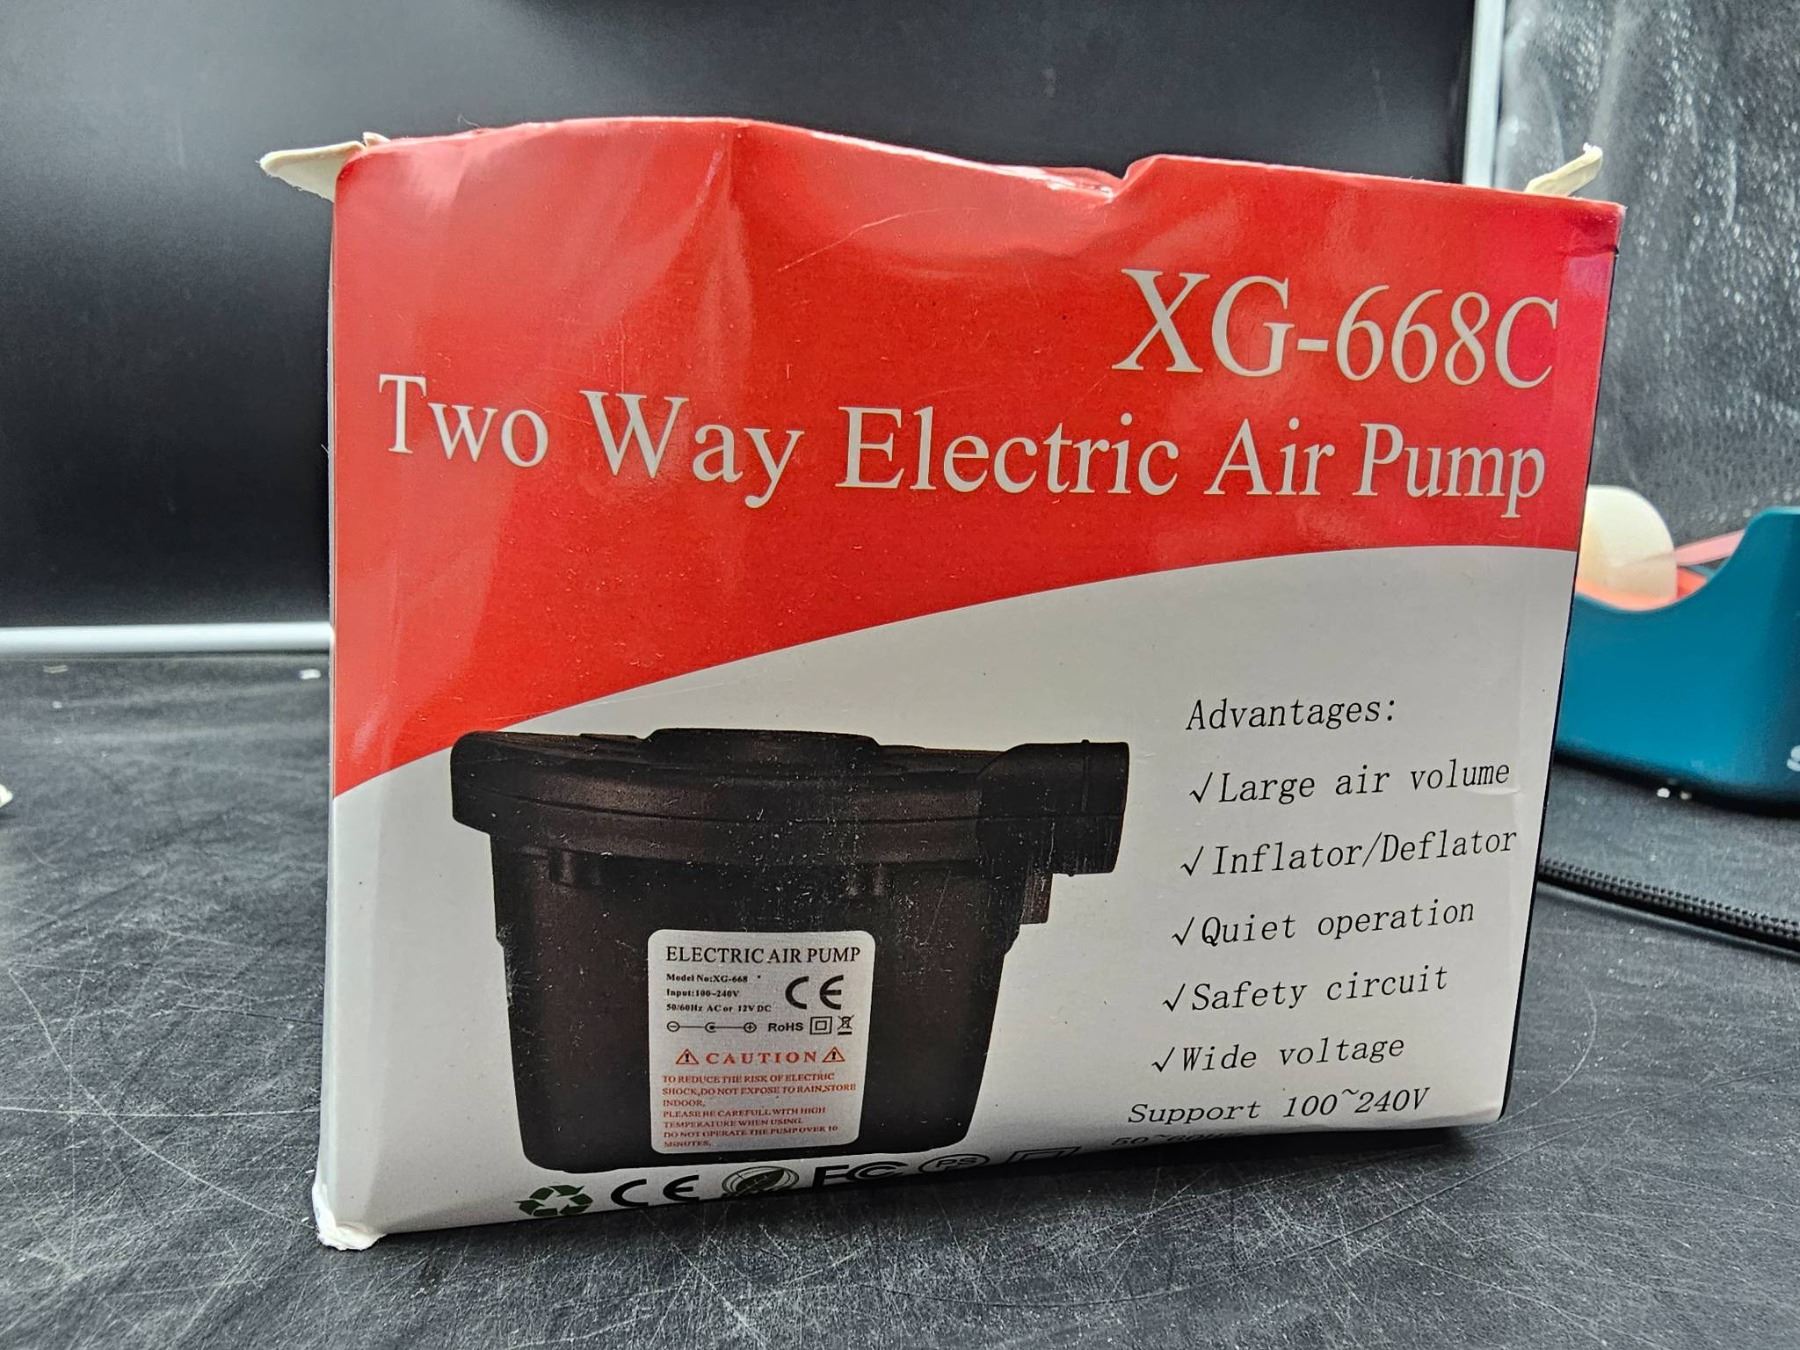 XG-668C
Two Way Electric Air Pump
Advantages:
√Large air volume
√Inflator/Deflator
√Quiet operation
√Safety circuit
√Wide voltage
Support 100~240V
ELECTRIC AIR PUMP
Model No:XG-668
Input:100~240V
50/60Hz AC or 12V DC
CE
RoHS
CAUTION
TO REDUCE THE RISK OF ELECTRIC
SHOCK,DO NOT EXPOSE TO RAIN,STORE
INDOOR,
PLEASE BE CAREFULL WITH HIGH
TEMPERATURE WHEN USING.
DO NOT OPERATE THE PUMP OVER 10
MINUTES.
CE FC PS